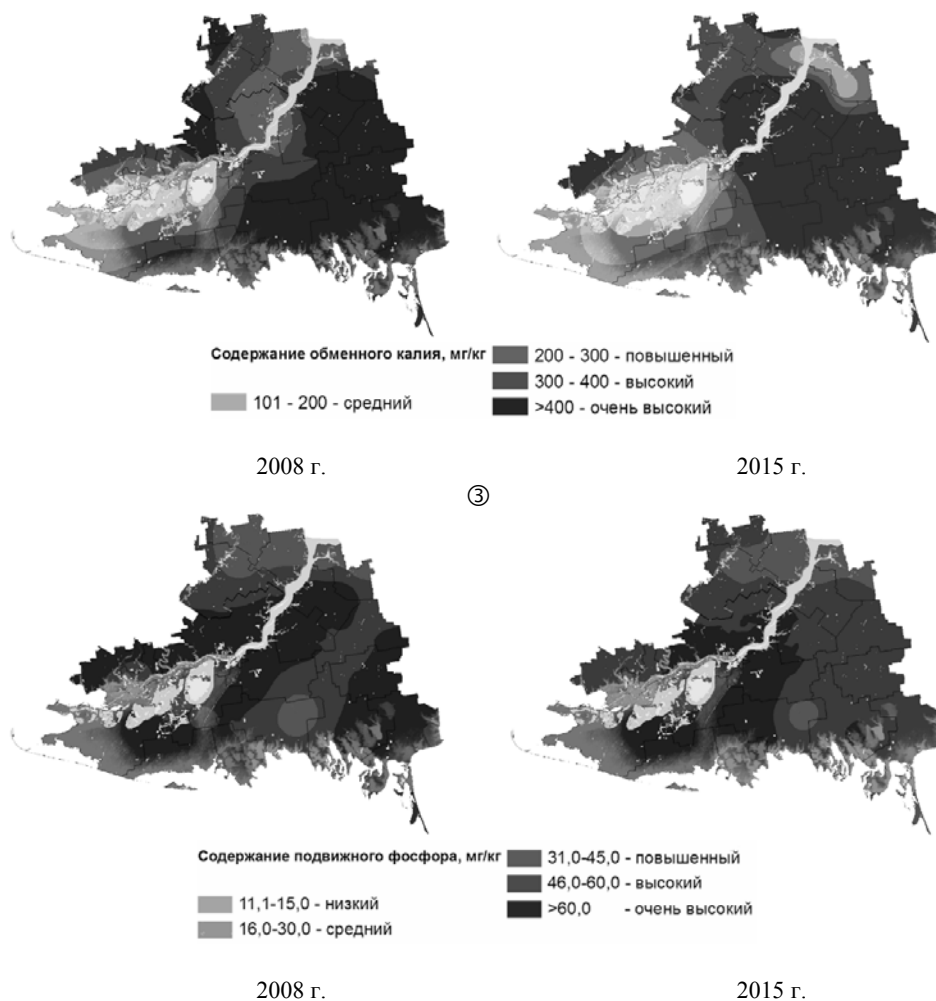 Содержание обменного калия, мг/кг
101 - 200 - средний
200 - 300 - повышенный
300 - 400 - высокий
>400 - очень высокий
2008 г. 2015 г.
③
Содержание подвижного фосфора, мг/кг
11,1-15,0 - низкий
16,0-30,0 - средний
31,0-45,0 - повышенный
46,0-60,0 - высокий
>60,0 - очень высокий
2008 г. 2015 г.